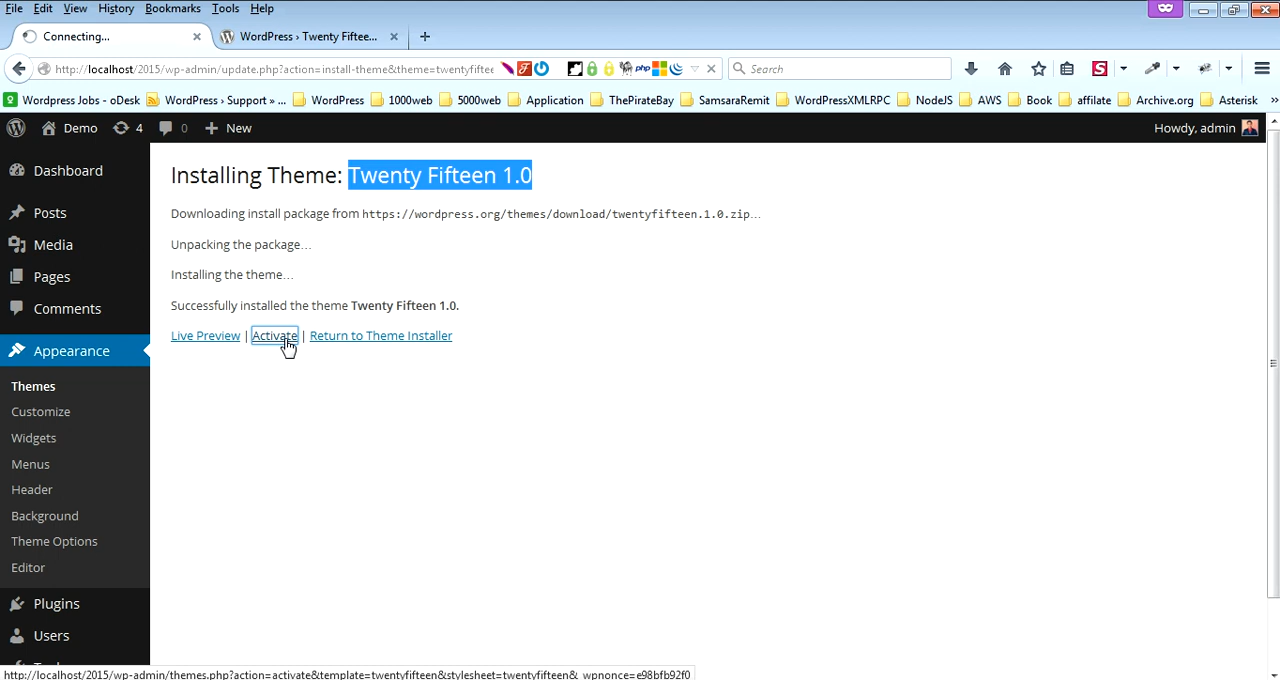 File Edit View History Bookmarks Tools Help
Connecting... WordPress › Twenty Fiftee...
http://localhost/2015/wp-admin/update.php?action=install-theme&theme=twentyfiftee Search
Wordpress Jobs - oDesk WordPress › Support » ... WordPress 1000web 5000web Application ThePirateBay SamsaraRemit WordPressXMLRPC NodeJS AWS Book affilate Archive.org Asterisk »
Demo 4 0 New Howdy, admin
Dashboard
Posts
Media
Pages
Comments
Appearance
Themes
Customize
Widgets
Menus
Header
Background
Theme Options
Editor
Plugins
Users
Installing Theme: Twenty Fifteen 1.0
Downloading install package from https://wordpress.org/themes/download/twentyfifteen.1.0.zip…
Unpacking the package…
Installing the theme…
Successfully installed the theme Twenty Fifteen 1.0.
Live Preview | Activate | Return to Theme Installer
http://localhost/2015/wp-admin/themes.php?action=activate&template=twentyfifteen&stylesheet=twentyfifteen&_wpnonce=e98bfb92f0